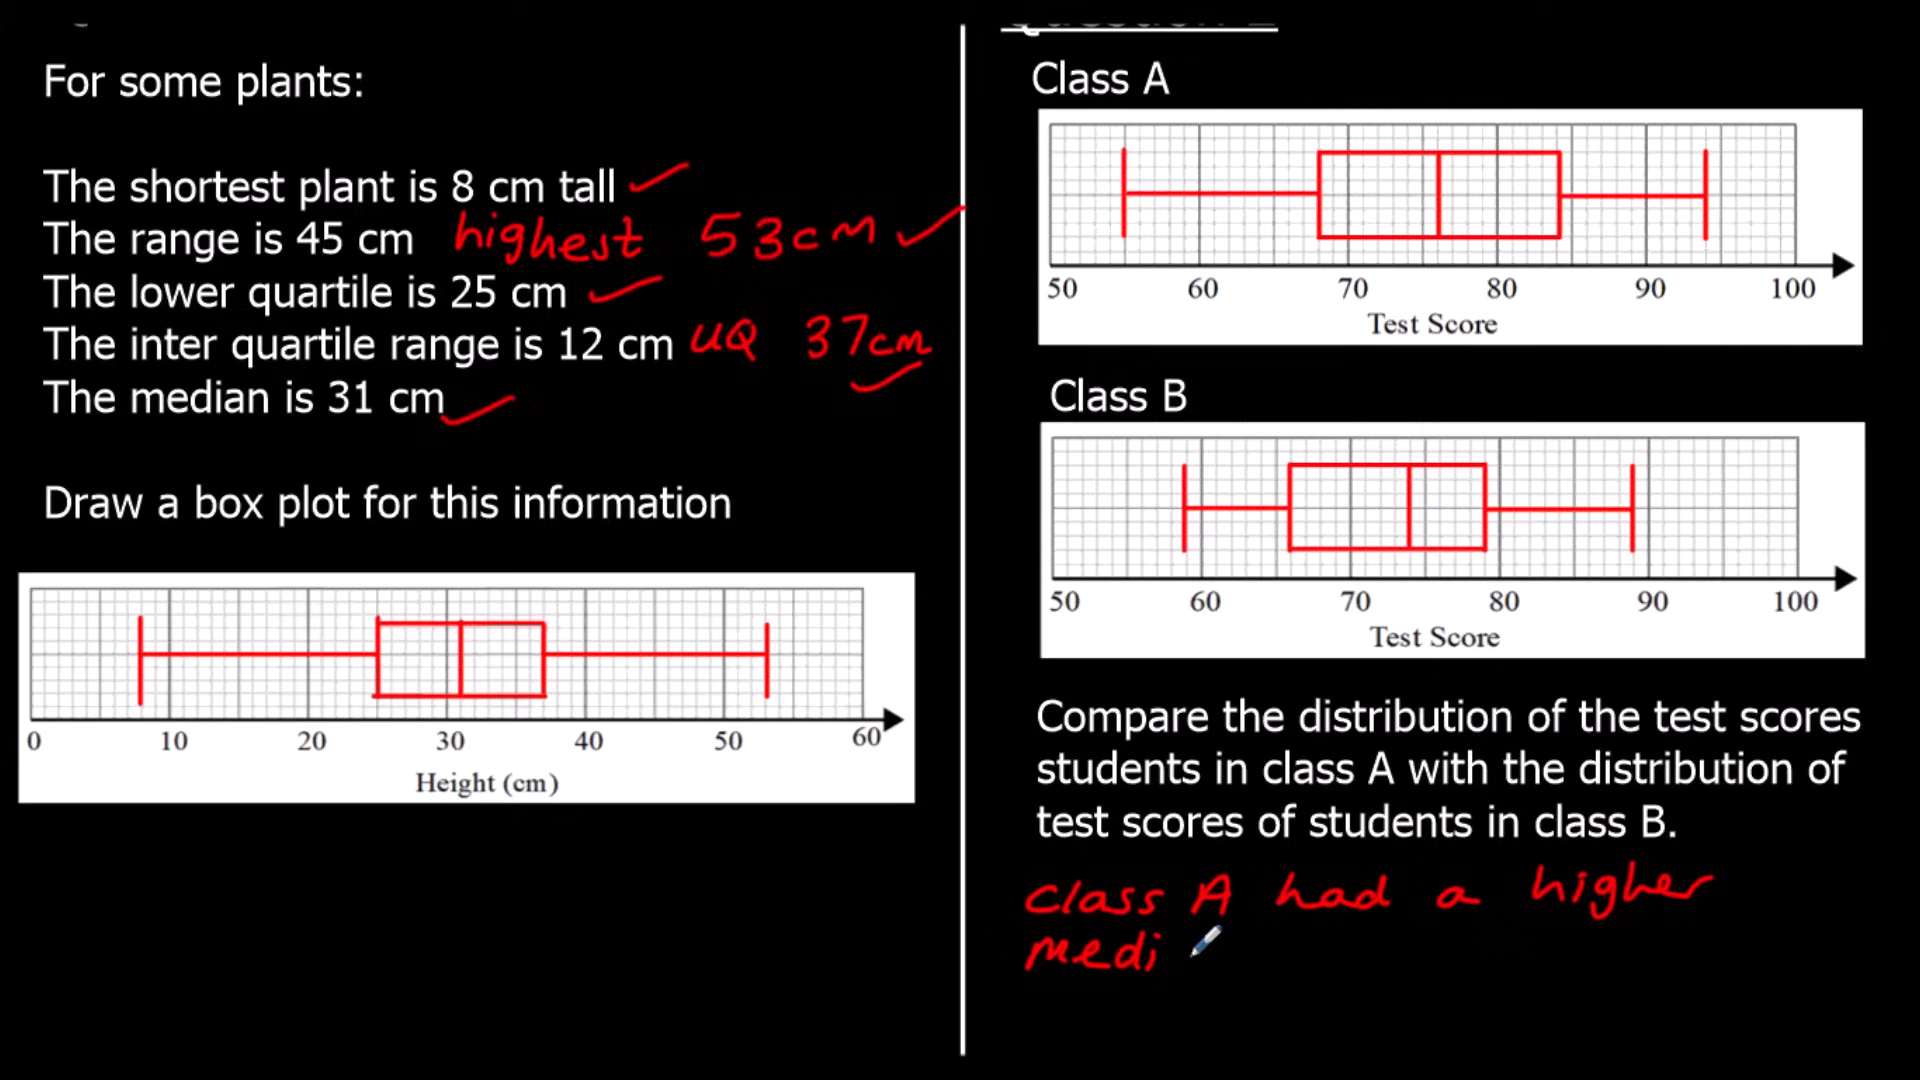 For some plants:
The shortest plant is 8 cm tall
The range is 45 cm highest 53cm
The lower quartile is 25 cm
The inter quartile range is 12 cm UQ 37cm
The median is 31 cm
Draw a box plot for this information
0 10 20 30 40 50 60
Height (cm)
Class A
50 60 70 80 90 100
Test Score
Class B
50 60 70 80 90 100
Test Score
Compare the distribution of the test scores
students in class A with the distribution of
test scores of students in class B.
Class A had a higher
medi